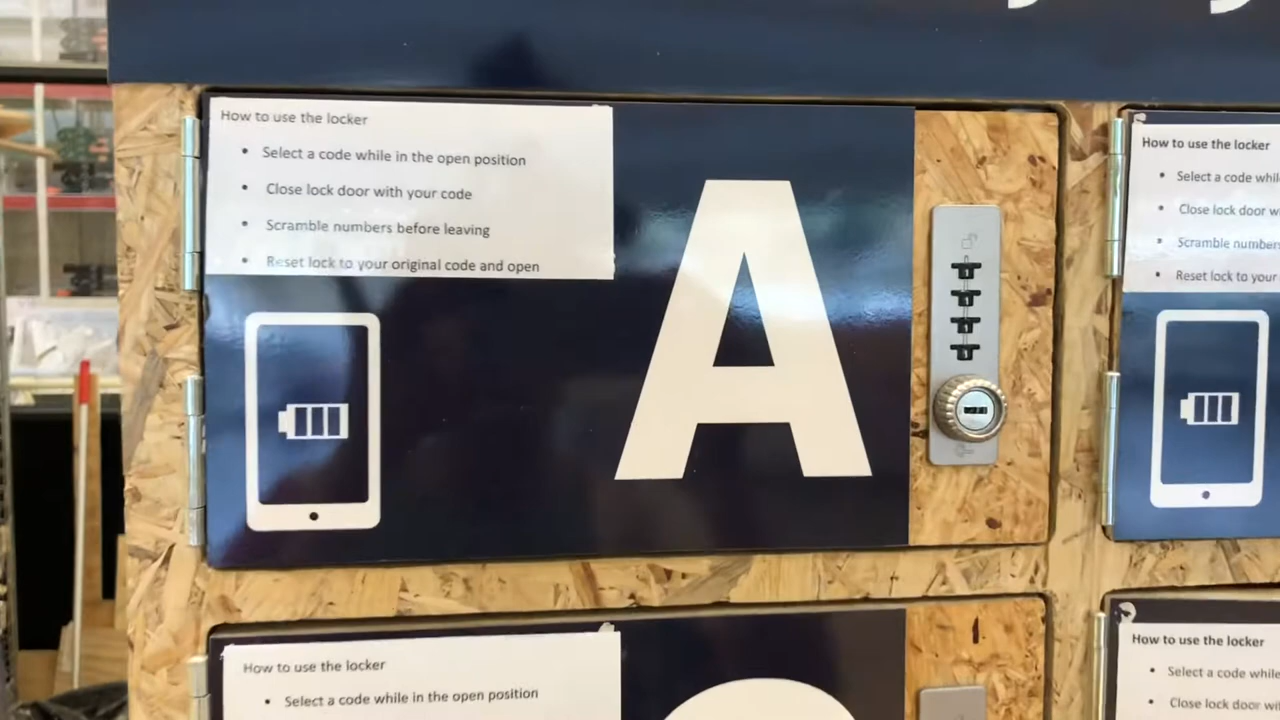 How to use the locker
• Select a code while in the open position
• Close lock door with your code
• Scramble numbers before leaving
• Reset lock to your original code and open
A
How to use the locker
• Select a code
• Close lock door
• Scramble
• Reset lock to your
How to use the locker
• Select a code while in the open position
How to use the locker
• Select a code
• Close lock door